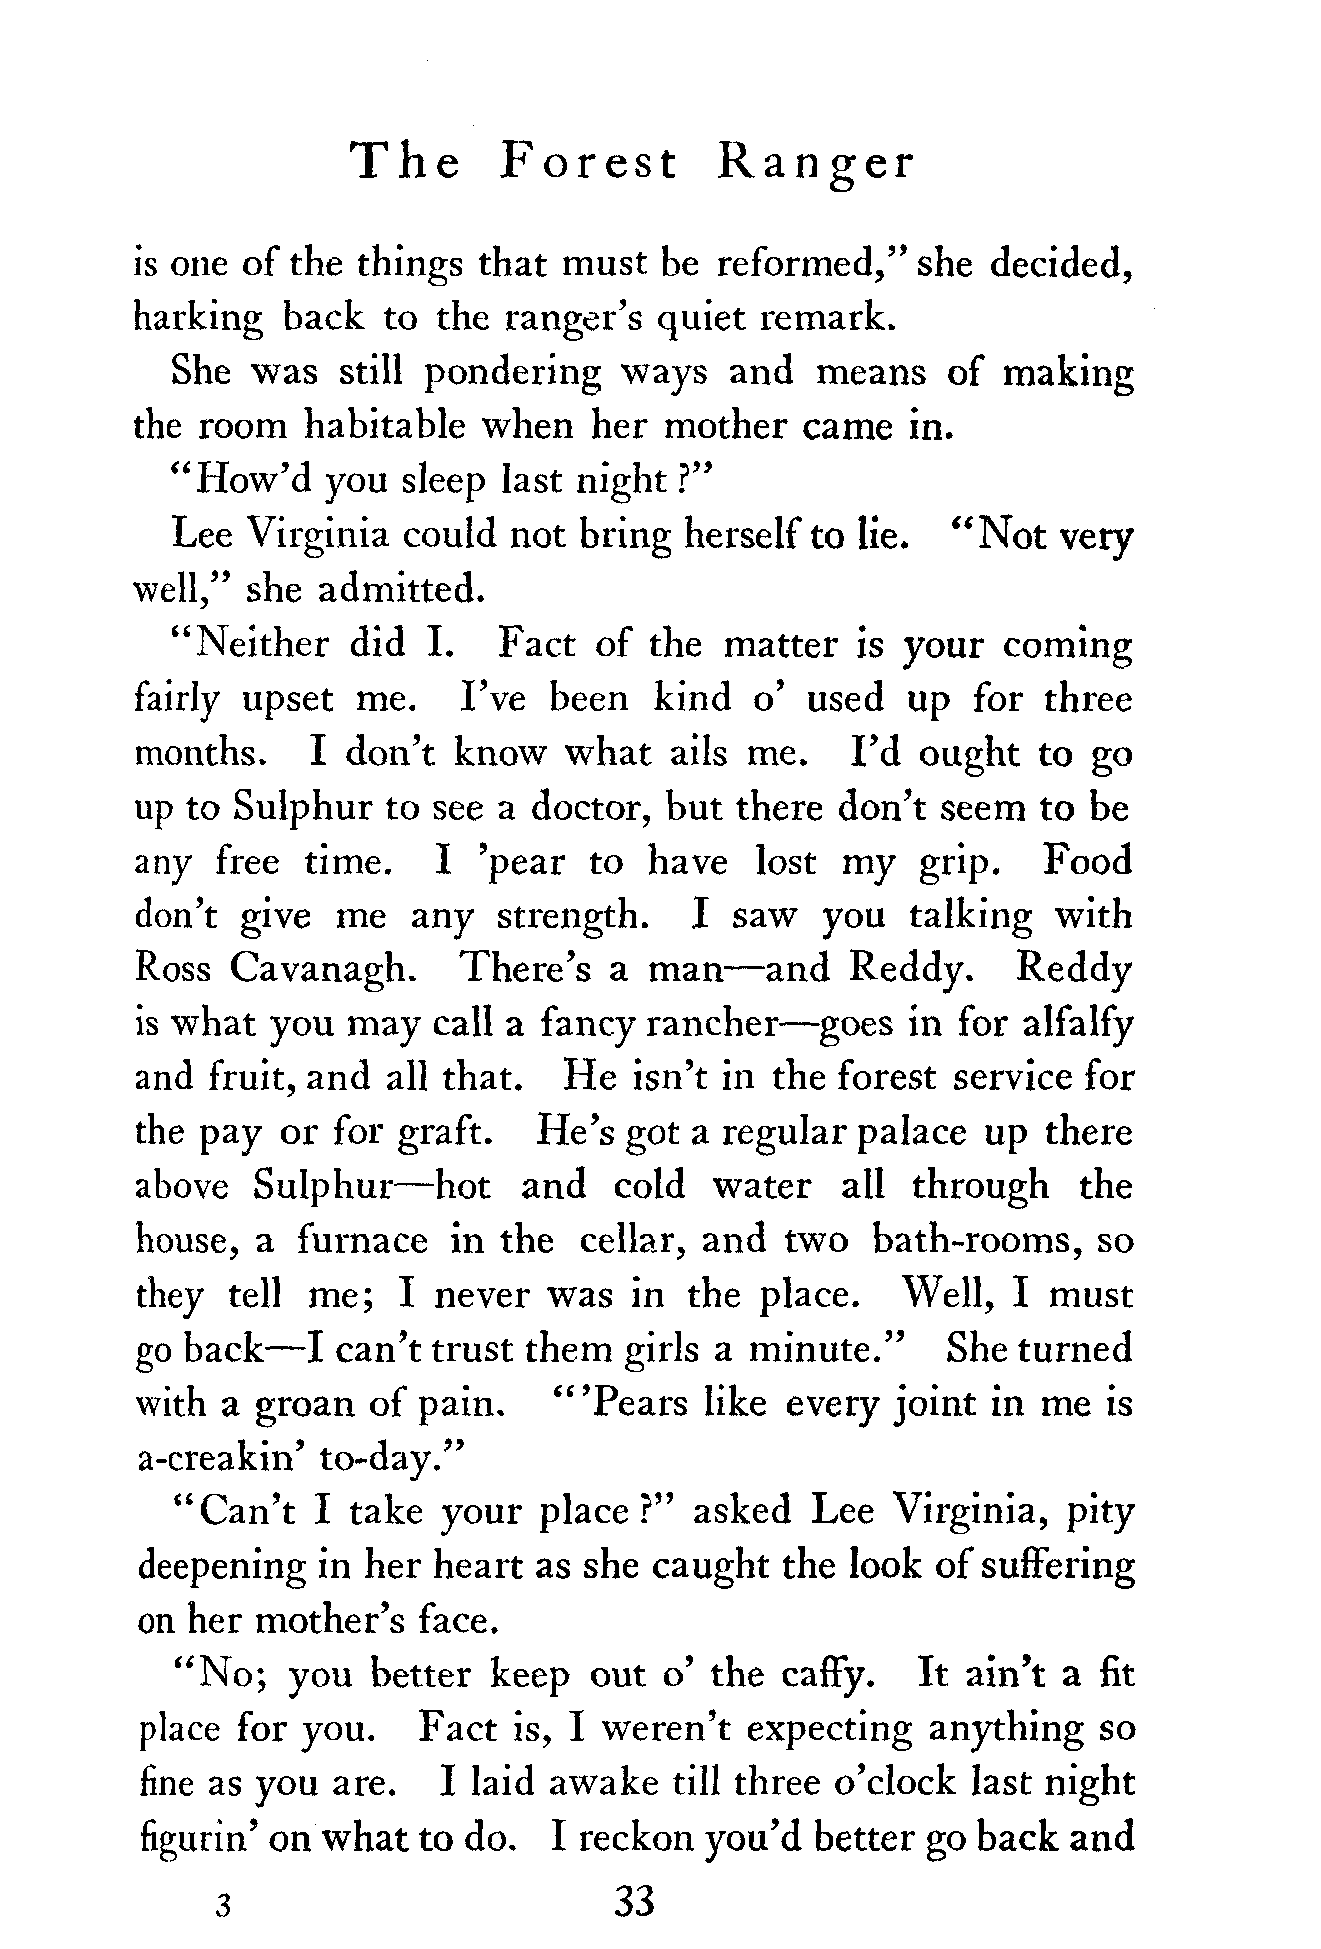 The Forest Ranger
is one of the things that must be reformed,” she decided,
harking back to the ranger’s quiet remark.
She was still pondering ways and means of making
the room habitable when her mother came in.
“How’d you sleep last night?”
Lee Virginia could not bring herself to lie. “Not very
well,” she admitted.
“Neither did I. Fact of the matter is your coming
fairly upset me. I’ve been kind o’ used up for three
months. I don’t know what ails me. I’d ought to go
up to Sulphur to see a doctor, but there don’t seem to be
any free time. I ’pear to have lost my grip. Food
don’t give me any strength. I saw you talking with
Ross Cavanagh. There’s a man—and Reddy. Reddy
is what you may call a fancy rancher—goes in for alfalfy
and fruit, and all that. He isn’t in the forest service for
the pay or for graft. He’s got a regular palace up there
above Sulphur—hot and cold water all through the
house, a furnace in the cellar, and two bath-rooms, so
they tell me; I never was in the place. Well, I must
go back—I can’t trust them girls a minute.” She turned
with a groan of pain. “’Pears like every joint in me is
a-creakin’ to-day.”
“Can’t I take your place?” asked Lee Virginia, pity
deepening in her heart as she caught the look of suffering
on her mother’s face.
“No; you better keep out o’ the caffy. It ain’t a fit
place for you. Fact is, I weren’t expecting anything so
fine as you are. I laid awake till three o’clock last night
figurin’ on what to do. I reckon you’d better go back and
3 33